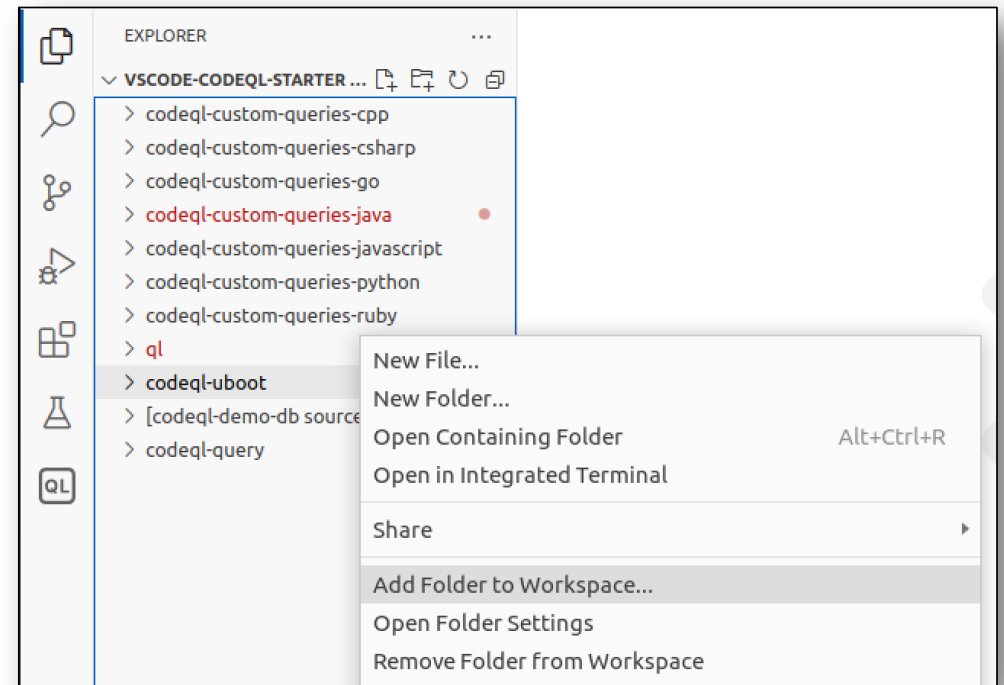 EXPLORER
VSCODE-CODEQL-STARTER ...
codeql-custom-queries-cpp
codeql-custom-queries-csharp
codeql-custom-queries-go
codeql-custom-queries-java
codeql-custom-queries-javascript
codeql-custom-queries-python
codeql-custom-queries-ruby
ql
codeql-uboot
[codeql-demo-db source
codeql-query
QL
New File...
New Folder...
Open Containing Folder Alt+Ctrl+R
Open in Integrated Terminal
Share
Add Folder to Workspace...
Open Folder Settings
Remove Folder from Workspace